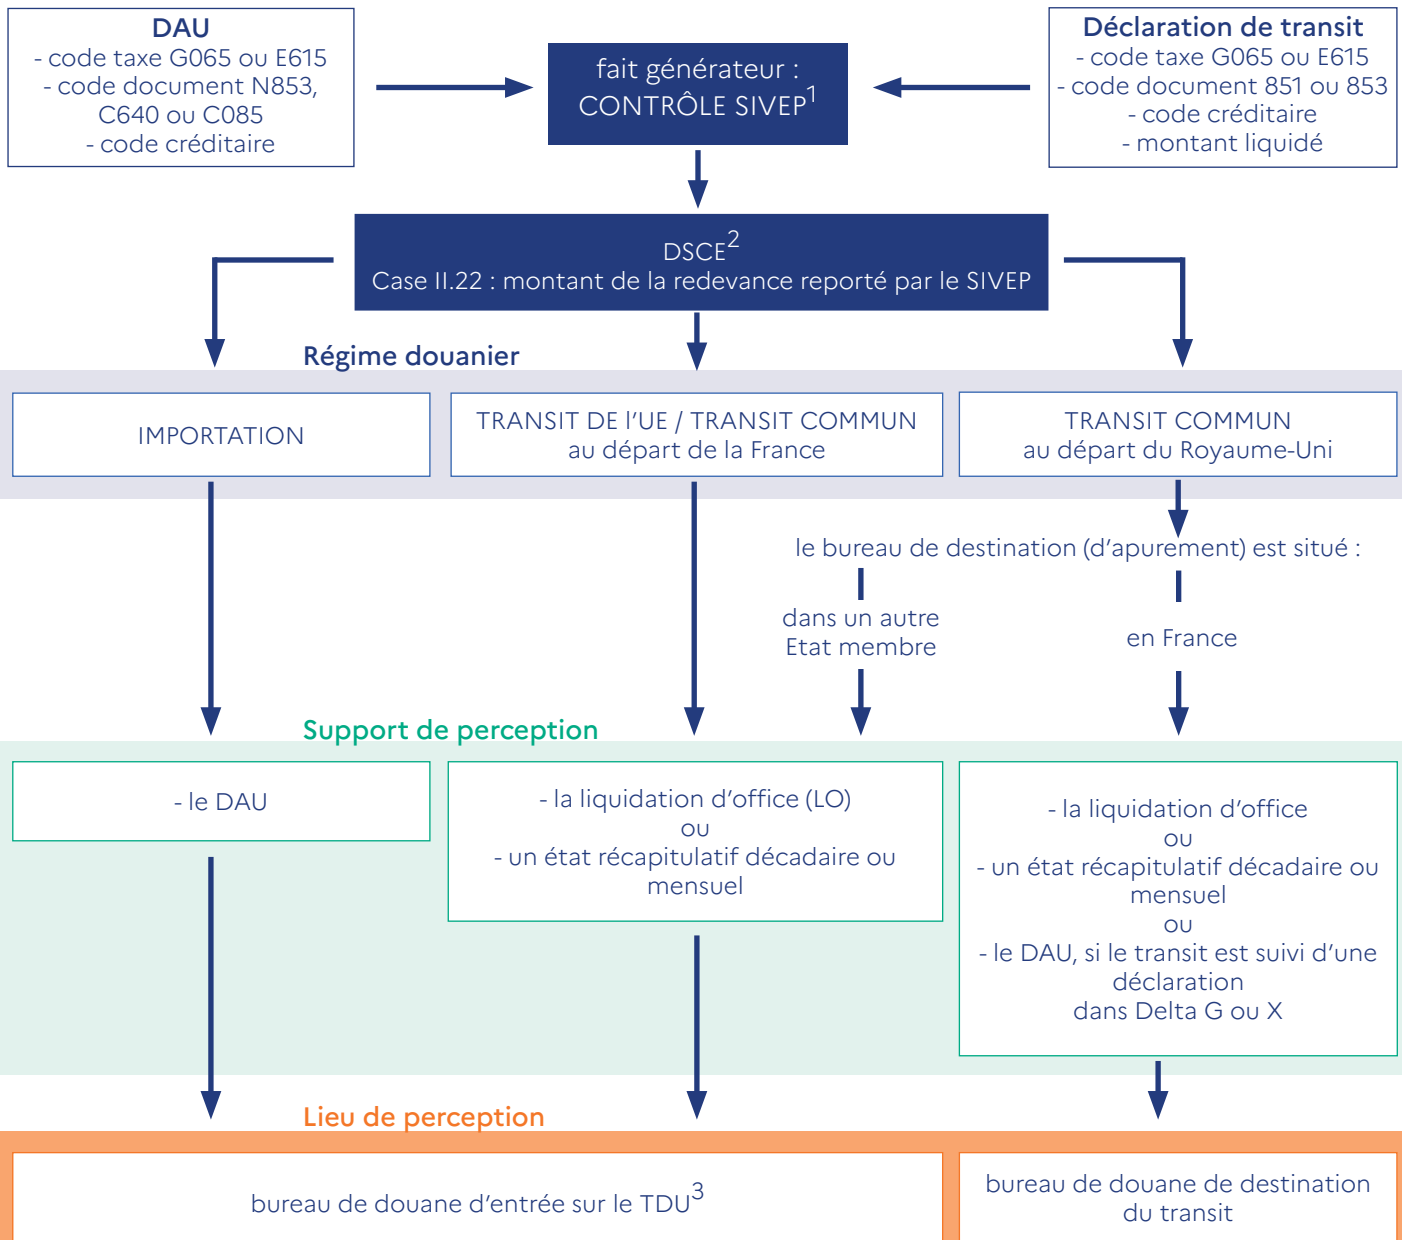 DAU
- code taxe G065 ou E615
- code document N853,
C640 ou C085
- code créditaire
fait générateur :
CONTRÔLE SIVEP1
Déclaration de transit
- code taxe G065 ou E615
- code document 851 ou 853
- code créditaire
- montant liquidé
DSCE2
Case II.22 : montant de la redevance reporté par le SIVEP
Régime douanier
IMPORTATION
TRANSIT DE l'UE / TRANSIT COMMUN
au départ de la France
TRANSIT COMMUN
au départ du Royaume-Uni
le bureau de destination (d'apurement) est situé :
dans un autre
Etat membre
en France
Support de perception
- le DAU
- la liquidation d'office (LO)
ou
- un état récapitulatif décadaire ou
mensuel
- la liquidation d'office
ou
- un état récapitulatif décadaire ou
mensuel
ou
- le DAU, si le transit est suivi d'une
déclaration
dans Delta G ou X
Lieu de perception
bureau de douane d'entrée sur le TDU3
bureau de douane de destination
du transit